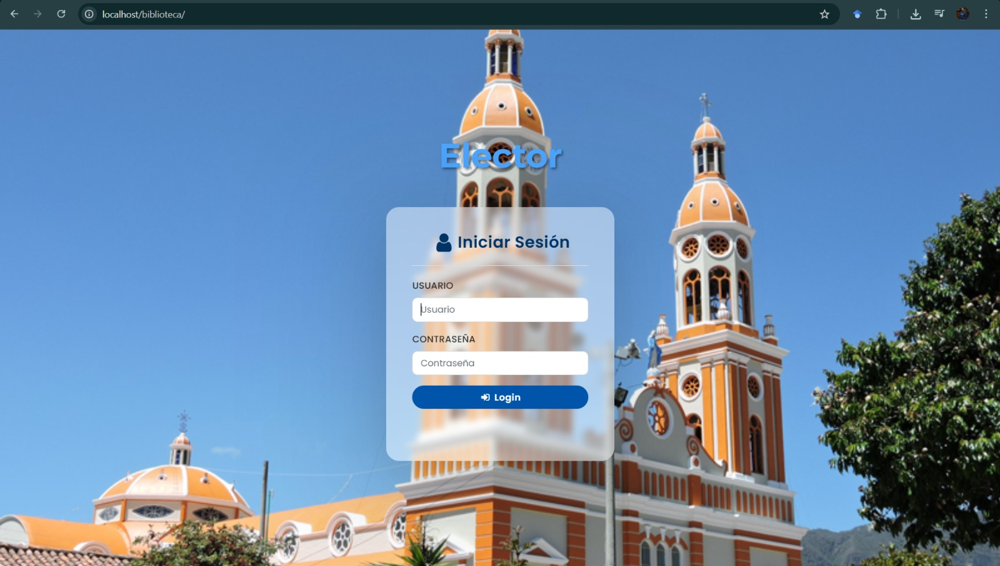 localhost/biblioteca/
Elector
Iniciar Sesión
USUARIO
Usuario
CONTRASEÑA
Contraseña
Login